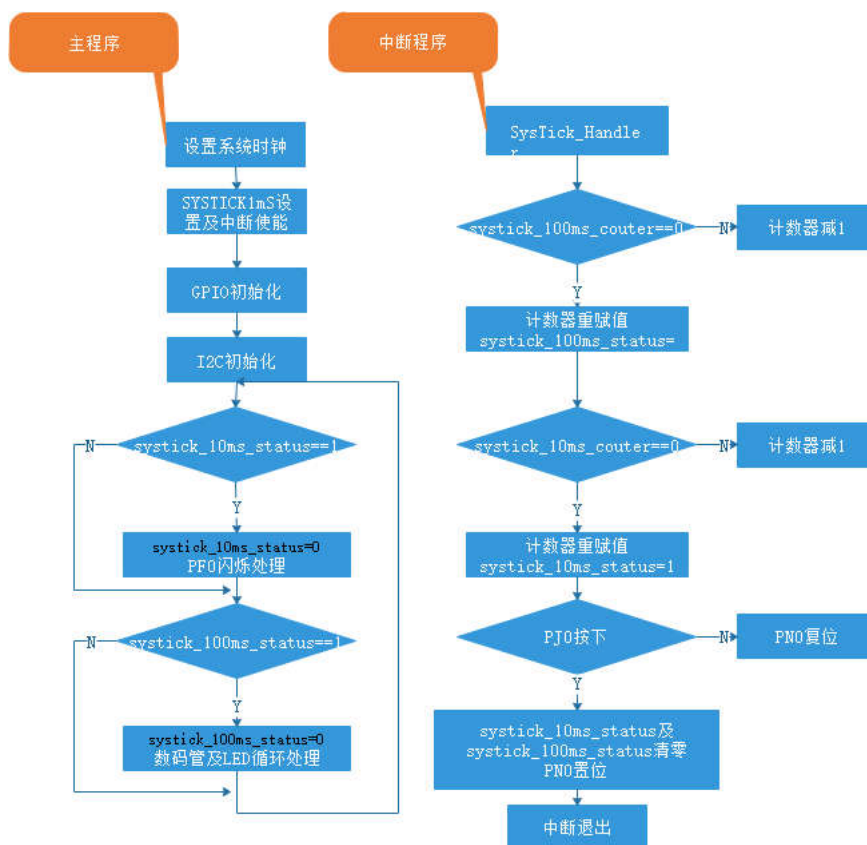 主程序
设置系统时钟
SYSTICK1mS设
置及中断使能
GPIO初始化
I2C初始化
systick_10ms_status==1
N
Y
systick_10ms_status=0
PF0闪烁处理
systick_100ms_status==1
N
Y
systick_100ms_status=0
数码管及LED循环处理
中断程序
SysTick_Handle
r
systick_100ms_couter==0
N
计数器减1
Y
计数器重赋值
systick_100ms_status=
systick_10ms_couter==0
N
计数器减1
Y
计数器重赋值
systick_10ms_status=1
PJ0按下
N
PN0复位
Y
systick_10ms_status及
systick_100ms_status清零
PN0置位
中断退出